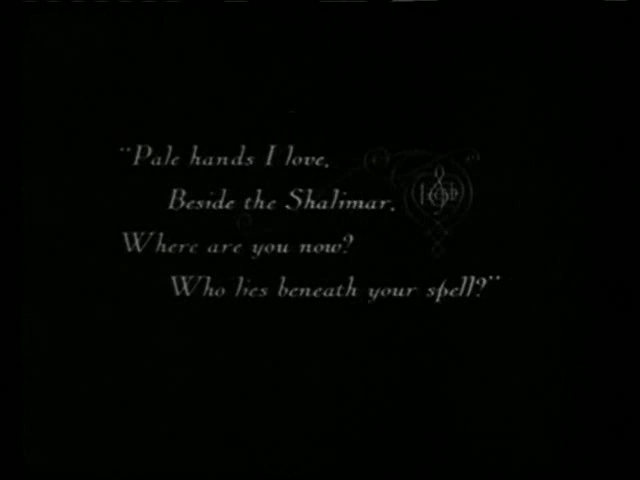 "Pale hands I love,
Beside the Shalimar,
Where are you now?
Who lies beneath your spell?"